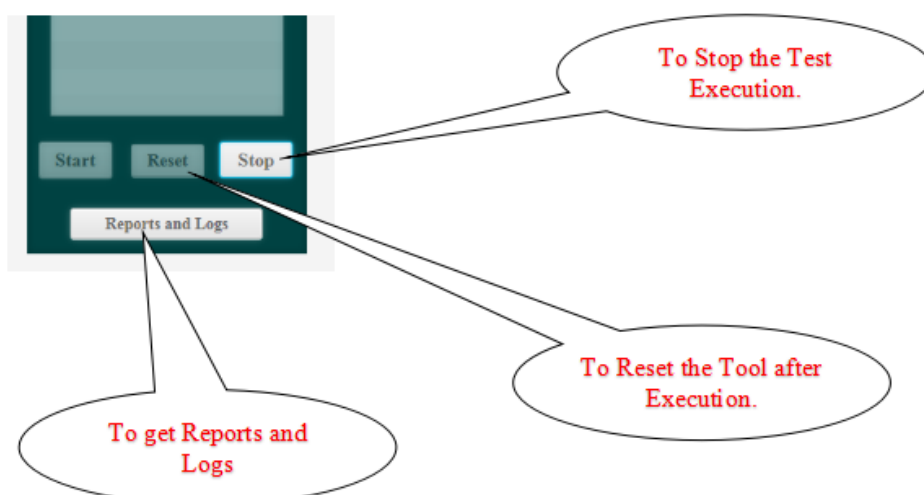 To Stop the Test
Execution.
Start
Reset
Stop
Reports and Logs
To Reset the Tool after
Execution.
To get Reports and
Logs